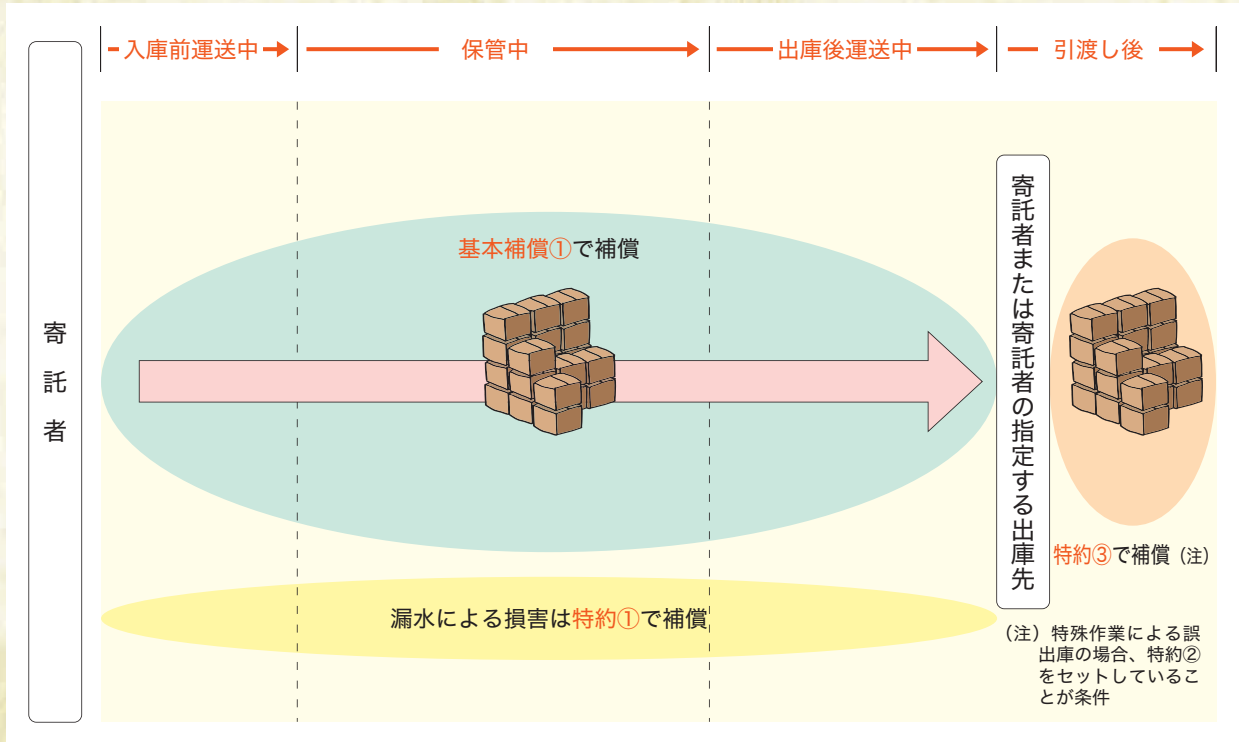 入庫前運送中
保管中
出庫後運送中
引渡し後
寄託者
基本補償①で補償
漏水による損害は特約①で補償
寄託者または寄託者の指定する出庫先
特約③で補償（注）
（注）特殊作業による誤
出庫の場合、特約②
をセットしているこ
とが条件